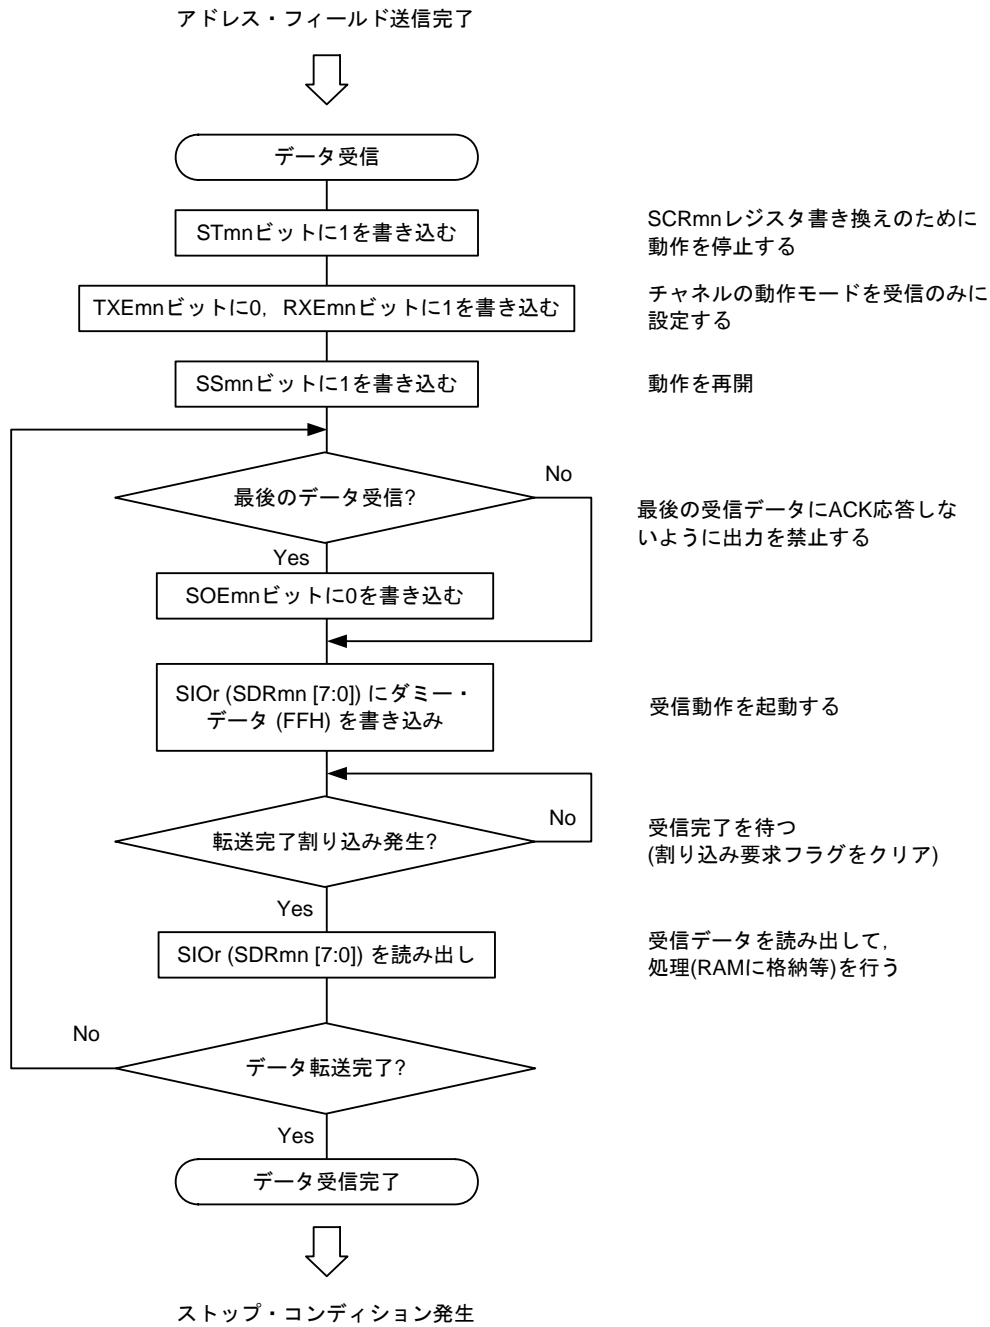 アドレス・フィールド送信完了
データ受信
STmnビットに1を書き込む
SCRmnレジスタ書き換えのために
動作を停止する
TXEmnビットに0, RXEmnビットに1を書き込む
チャネルの動作モードを受信のみに
設定する
SSmnビットに1を書き込む
動作を再開
最後のデータ受信?
No
最後の受信データにACK応答しな
いように出力を禁止する
Yes
SOEmnビットに0を書き込む
SIOr (SDRmn [7:0]) にダミー・
データ (FFH) を書き込み
受信動作を起動する
転送完了割り込み発生?
No
受信完了を待つ
(割り込み要求フラグをクリア)
Yes
SIOr (SDRmn [7:0]) を読み出し
受信データを読み出して,
処理(RAMに格納等)を行う
No
データ転送完了?
Yes
データ受信完了
ストップ・コンディション発生